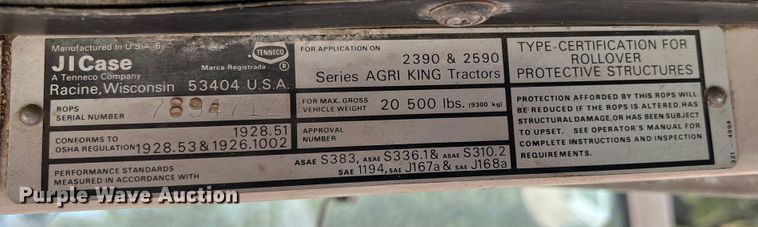 Manufactured In U.S.A. By
JI Case
A Tenneco Company
Racine, Wisconsin 53404 U.S.A.
TENNECO
Marca Registrada ®
ROPS
SERIAL NUMBER
CONFORMS TO
OSHA REGULATION
1928.51
1928.53 & 1926.1002
PERFORMANCE STANDARDS
MEASURED IN ACCORDANCE WITH
ASAE S383, ASAE S336.1 & ASAE S310.2
SAE 1194, SAE J167a & SAE J168a
FOR APPLICATION ON
2390 & 2590
Series AGRI KING Tractors
FOR MAX. GROSS
VEHICLE WEIGHT
20 500 lbs. (9300 kg)
APPROVAL
NUMBER
TYPE-CERTIFICATION FOR
ROLLOVER
PROTECTIVE STRUCTURES
PROTECTION AFFORDED BY THIS ROPS WILL
BE REDUCED IF THE ROPS IS ALTERED, HAS
STRUCTURAL DAMAGE, OR HAS BEEN SUBJECT
TO UPSET. SEE OPERATOR'S MANUAL FOR
COMPLETE INSTRUCTIONS AND INSPECTION
REQUIREMENTS.
321-4994
Purple Wave Auction